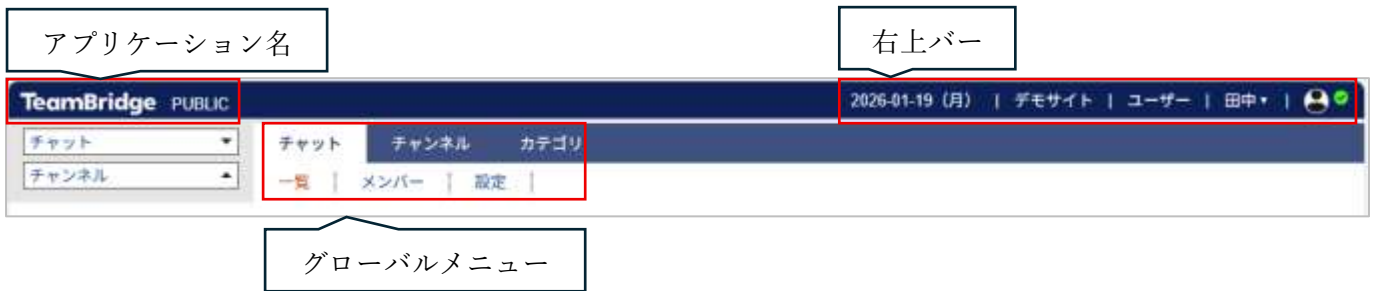 アプリケーション名
右上バー
TeamBridge PUBLIC
2026-01-19（月） | デモサイト | ユーザー | 田中▾ |
チャット ▼
チャット チャンネル カテゴリ
チャンネル ▲
一覧 | メンバー | 設定 |
グローバルメニュー